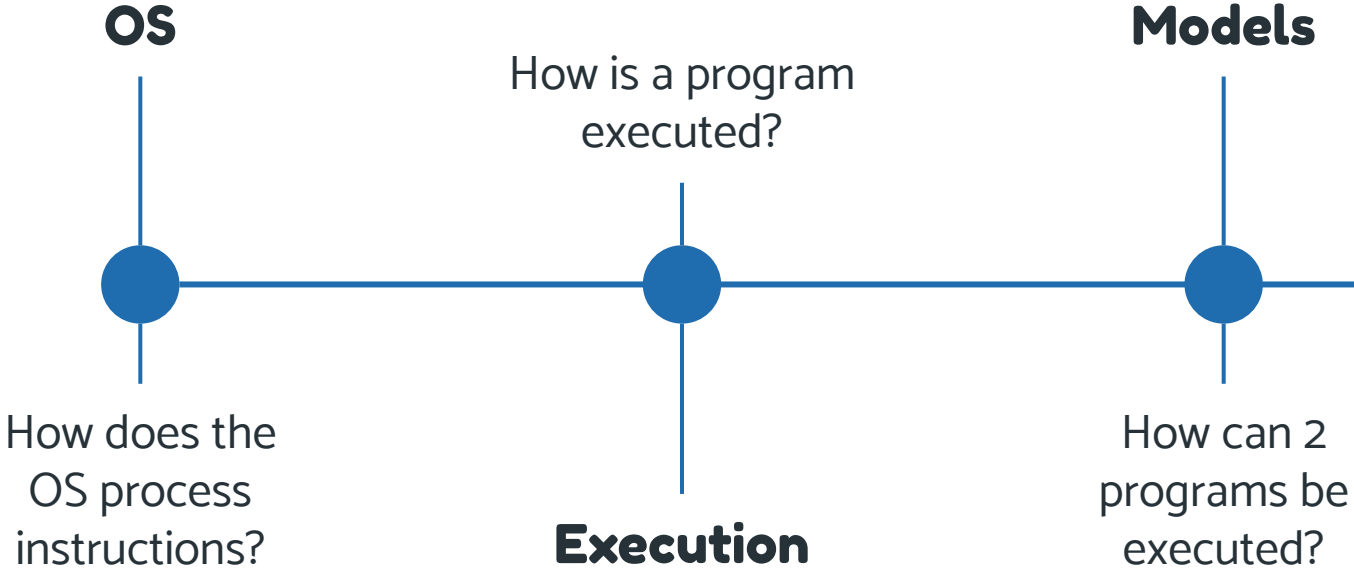 OS
How does the
OS process
instructions?
How is a program
executed?
Execution
Models
How can 2
programs be
executed?